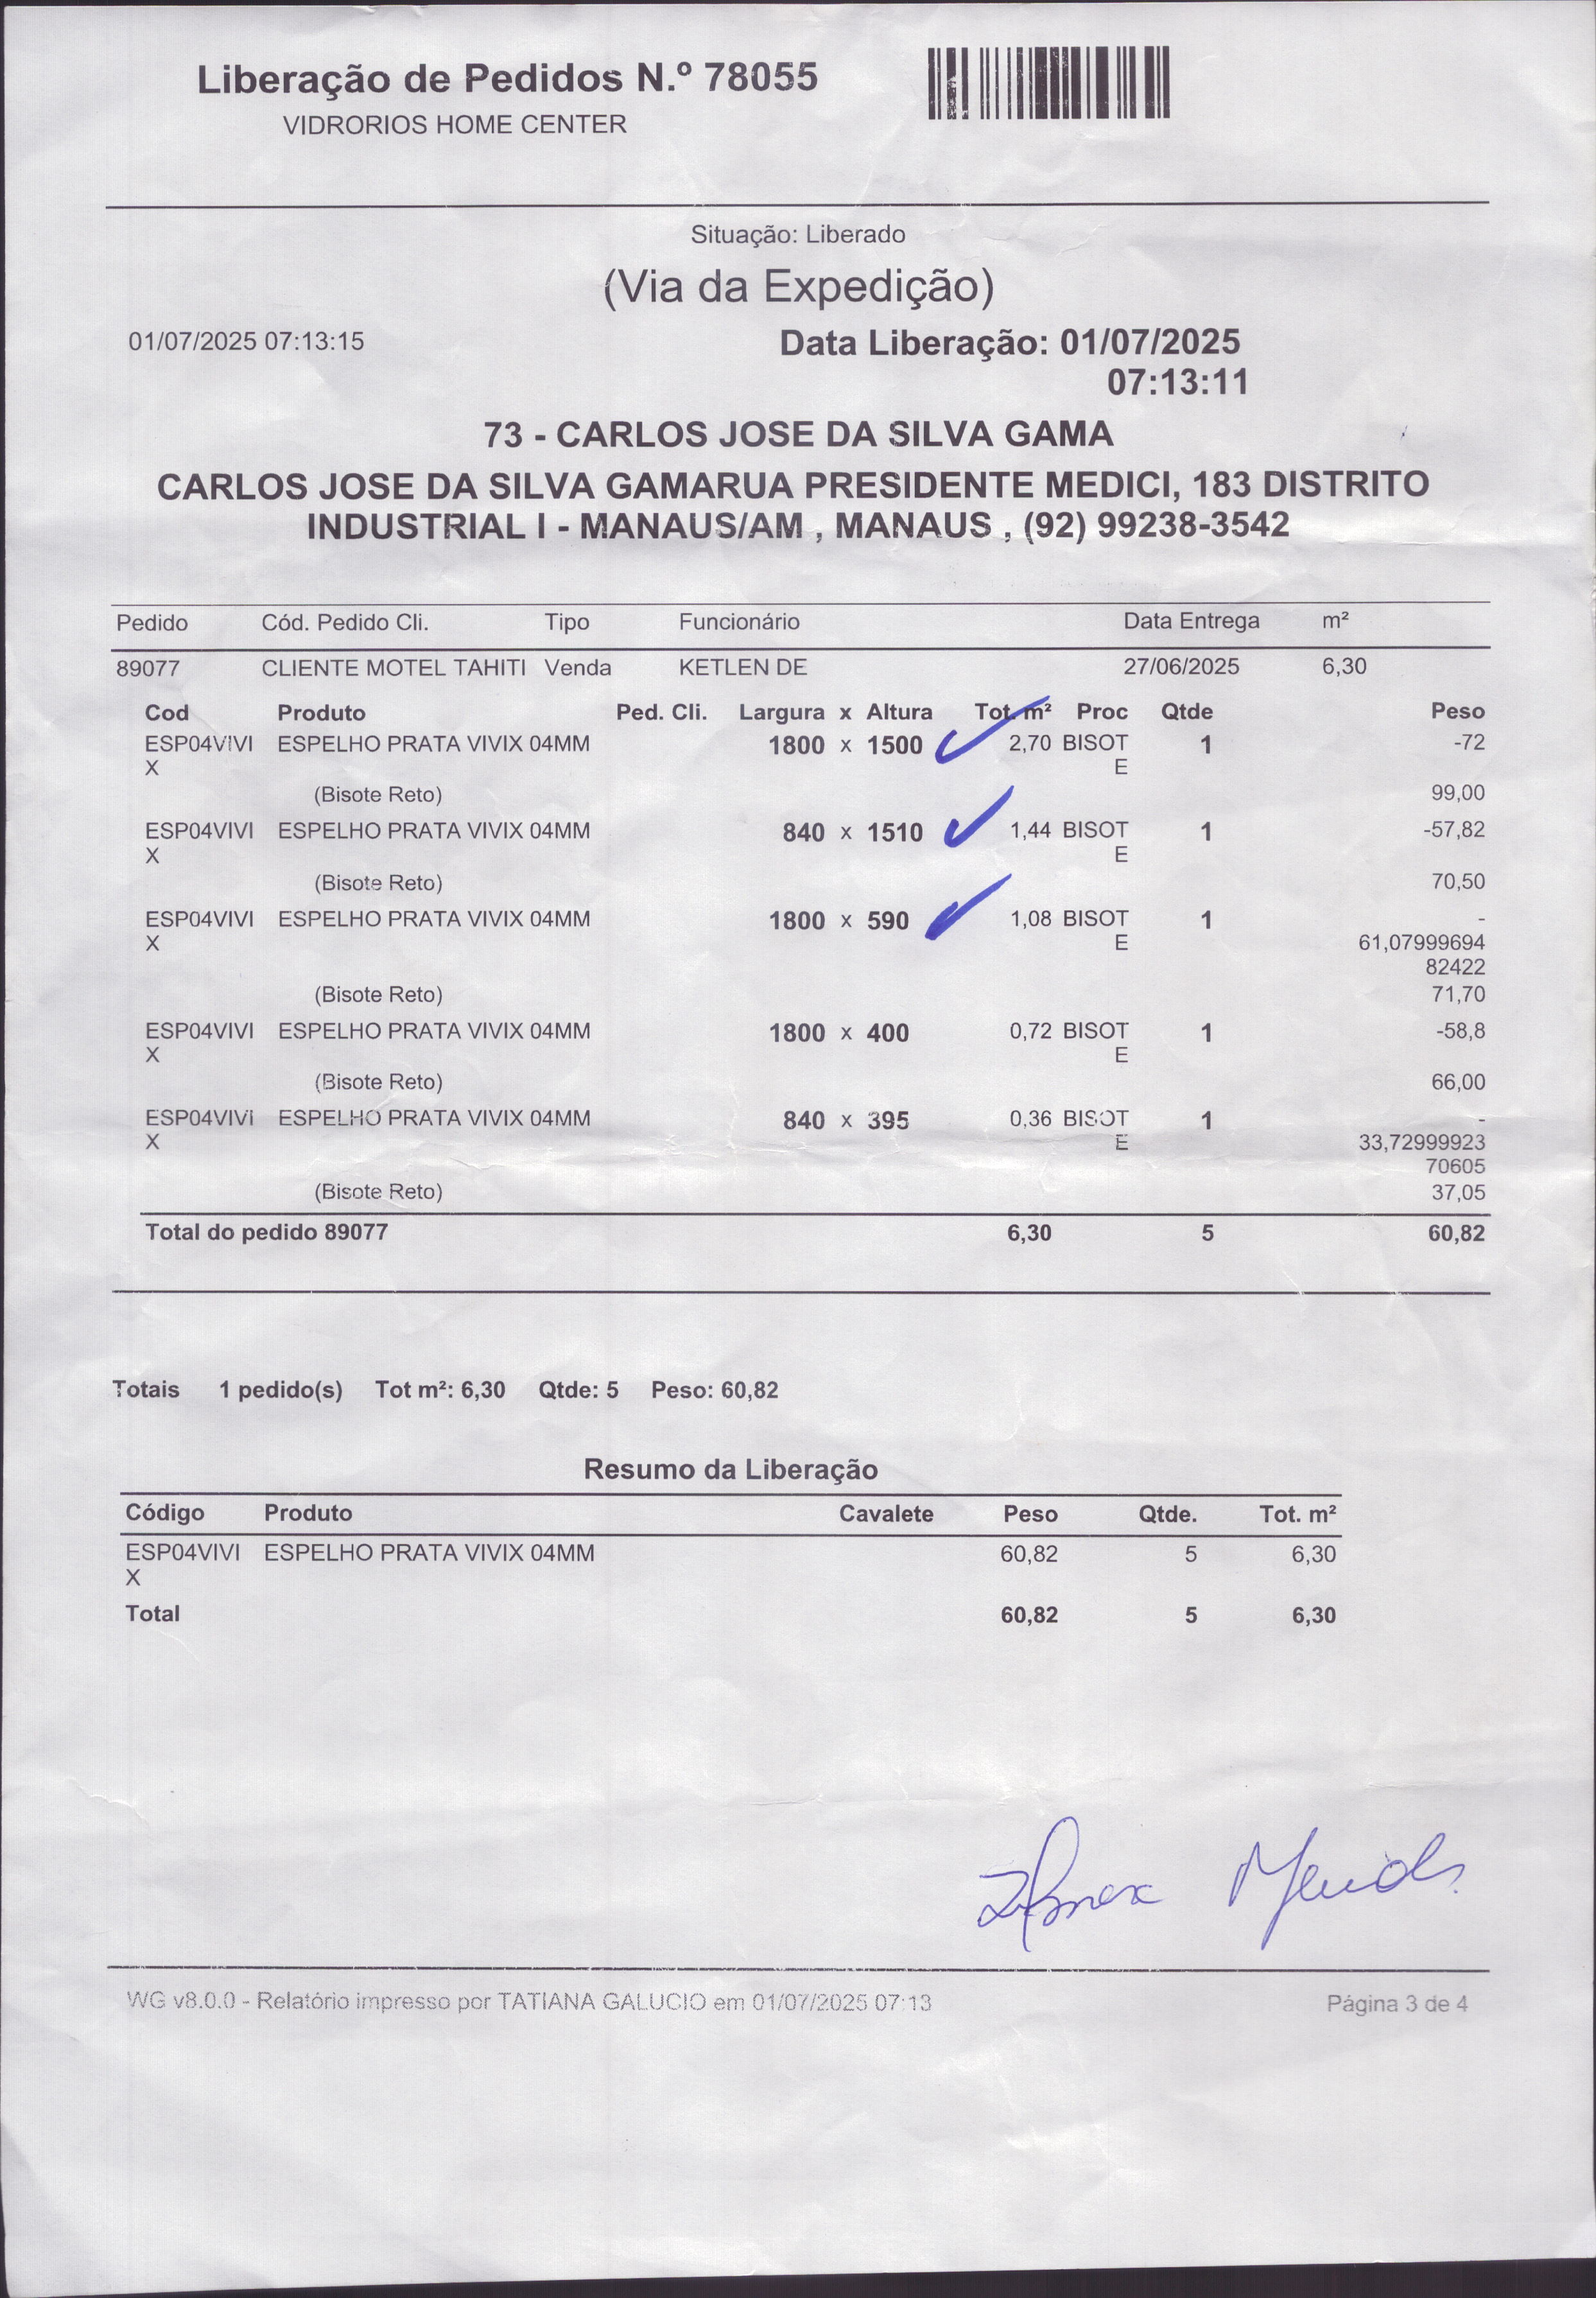 Liberação de Pedidos N.º 78055
VIDRORIOS HOME CENTER
Situação: Liberado
(Via da Expedição)
01/07/2025 07:13:15 Data Liberação: 01/07/2025
07:13:11
73 - CARLOS JOSE DA SILVA GAMA
CARLOS JOSE DA SILVA GAMARUA PRESIDENTE MEDICI, 183 DISTRITO
INDUSTRIAL I - MANAUS/AM , MANAUS , (92) 99238-3542
Pedido Cód. Pedido Cli. Tipo Funcionário Data Entrega m²
89077 CLIENTE MOTEL TAHITI Venda KETLEN DE 27/06/2025 6,30
Cod Produto Ped. Cli. Largura x Altura Tot. m² Proc Qtde Peso
ESP04VIVI ESPELHO PRATA VIVIX 04MM 1800 x 1500 2,70 BISOT 1 -72
X E
(Bisote Reto) 99,00
ESP04VIVI ESPELHO PRATA VIVIX 04MM 840 x 1510 1,44 BISOT 1 -57,82
X E
(Bisote Reto) 70,50
ESP04VIVI ESPELHO PRATA VIVIX 04MM 1800 x 590 1,08 BISOT 1 -
X E 61,07999694
82422
(Bisote Reto) 71,70
ESP04VIVI ESPELHO PRATA VIVIX 04MM 1800 x 400 0,72 BISOT 1 -58,8
X E
(Bisote Reto) 66,00
ESP04VIVI ESPELHO PRATA VIVIX 04MM 840 x 395 0,36 BISOT 1 -
X E 33,72999923
70605
(Bisote Reto) 37,05
Total do pedido 89077 6,30 5 60,82
Totais 1 pedido(s) Tot m²: 6,30 Qtde: 5 Peso: 60,82
Resumo da Liberação
Código Produto Cavalete Peso Qtde. Tot. m²
ESP04VIVI ESPELHO PRATA VIVIX 04MM 60,82 5 6,30
X
Total 60,82 5 6,30
WG v8.0.0 - Relatório impresso por TATIANA GALUCIO em 01/07/2025 07:13 Página 3 de 4